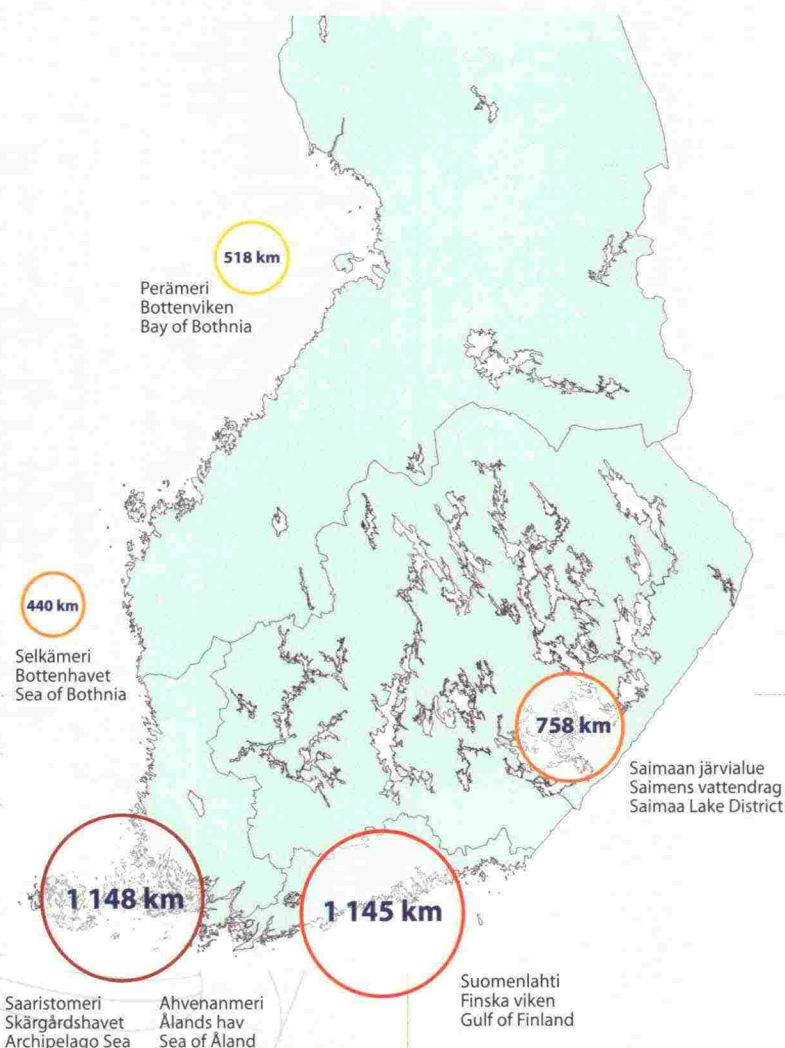 518 km
Perämeri
Bottenviken
Bay of Bothnia
440 km
Selkämeri
Bottenhavet
Sea of Bothnia
758 km
Saimaan järvialue
Saimens vattendrag
Saimaa Lake District
1 148 km
Saaristomeri
Skärgårdshavet
Archipelago Sea
Ahvenanmeri
Ålands hav
Sea of Åland
1 145 km
Suomenlahti
Finska viken
Gulf of Finland